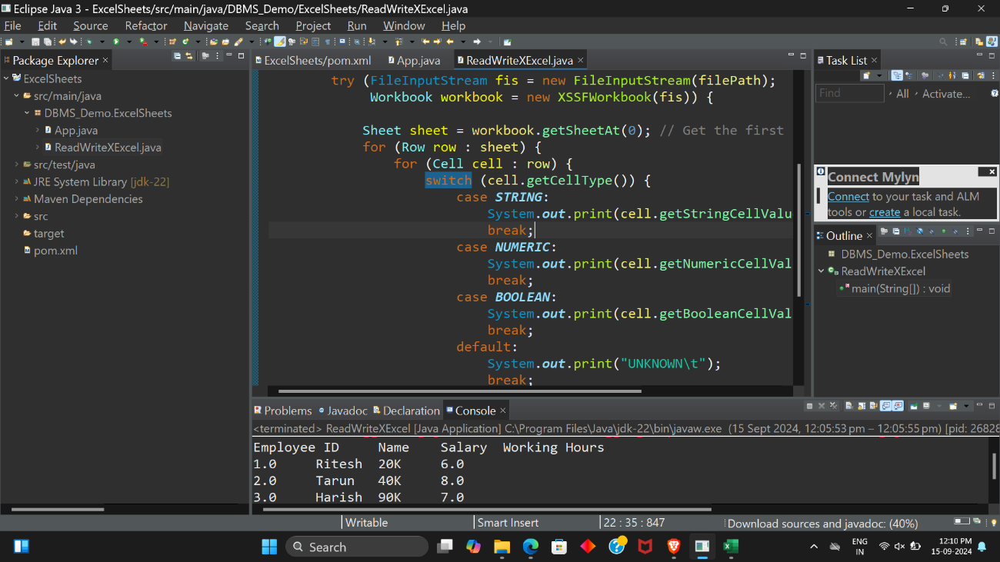 Eclipse Java 3 - ExcelSheets/src/main/java/DBMS_Demo/ExcelSheets/ReadWriteXExcel.java
File Edit Source Refactor Navigate Search Project Run Window Help
Package Explorer
ExcelSheets
src/main/java
DBMS_Demo.ExcelSheets
App.java
ReadWriteXExcel.java
src/test/java
JRE System Library [jdk-22]
Maven Dependencies
src
target
pom.xml
ExcelSheets/pom.xml App.java ReadWriteXExcel.java
try (FileInputStream fis = new FileInputStream(filePath);
Workbook workbook = new XSSFWorkbook(fis)) {
Sheet sheet = workbook.getSheetAt(0); // Get the first
for (Row row : sheet) {
for (Cell cell : row) {
switch (cell.getCellType()) {
case STRING:
System.out.print(cell.getStringCellValu
break;
case NUMERIC:
System.out.print(cell.getNumericCellVal
break;
case BOOLEAN:
System.out.print(cell.getBooleanCellVal
break;
default:
System.out.print("UNKNOWN\t");
break;
Task List
Find All Activate...
Connect Mylyn
Connect to your task and ALM
tools or create a local task.
Outline
DBMS_Demo.ExcelSheets
ReadWriteXExcel
main(String[]) : void
Problems Javadoc Declaration Console
<terminated> ReadWriteXExcel [Java Application] C:\Program Files\Java\jdk-22\bin\javaw.exe (15 Sept 2024, 12:05:53 pm – 12:05:55 pm) [pid: 26828
Employee ID Name Salary Working Hours
1.0 Ritesh 20K 6.0
2.0 Tarun 40K 8.0
3.0 Harish 90K 7.0
Writable Smart Insert 22 : 35 : 847 Download sources and javadoc: (40%)
Search
ENG
IN
12:10 PM
15-09-2024